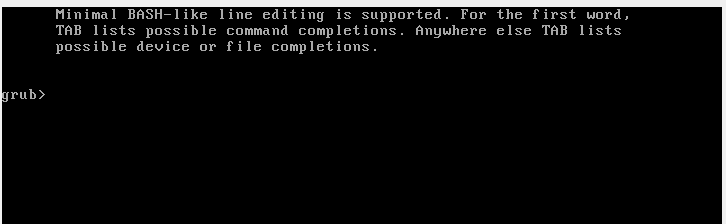 Minimal BASH-like line editing is supported. For the first word,
TAB lists possible command completions. Anywhere else TAB lists
possible device or file completions.
grub>